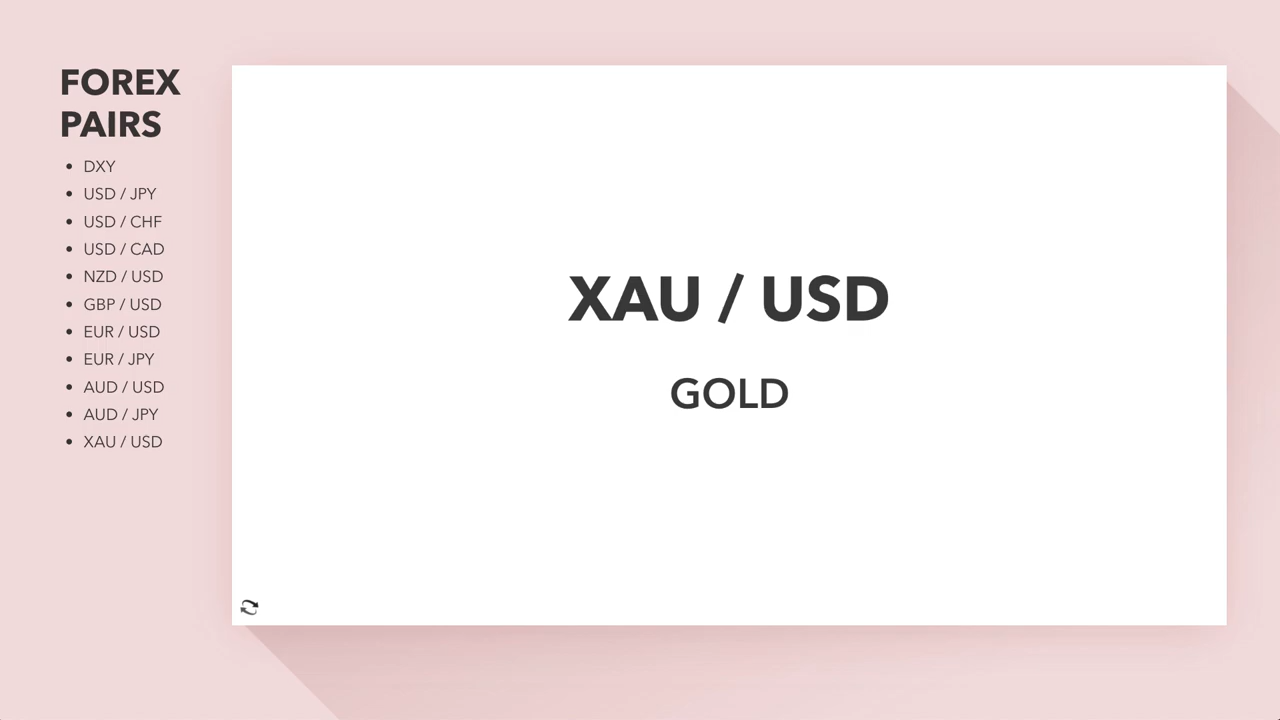 FOREX
PAIRS
• DXY
• USD / JPY
• USD / CHF
• USD / CAD
• NZD / USD
• GBP / USD
• EUR / USD
• EUR / JPY
• AUD / USD
• AUD / JPY
• XAU / USD
XAU / USD
GOLD